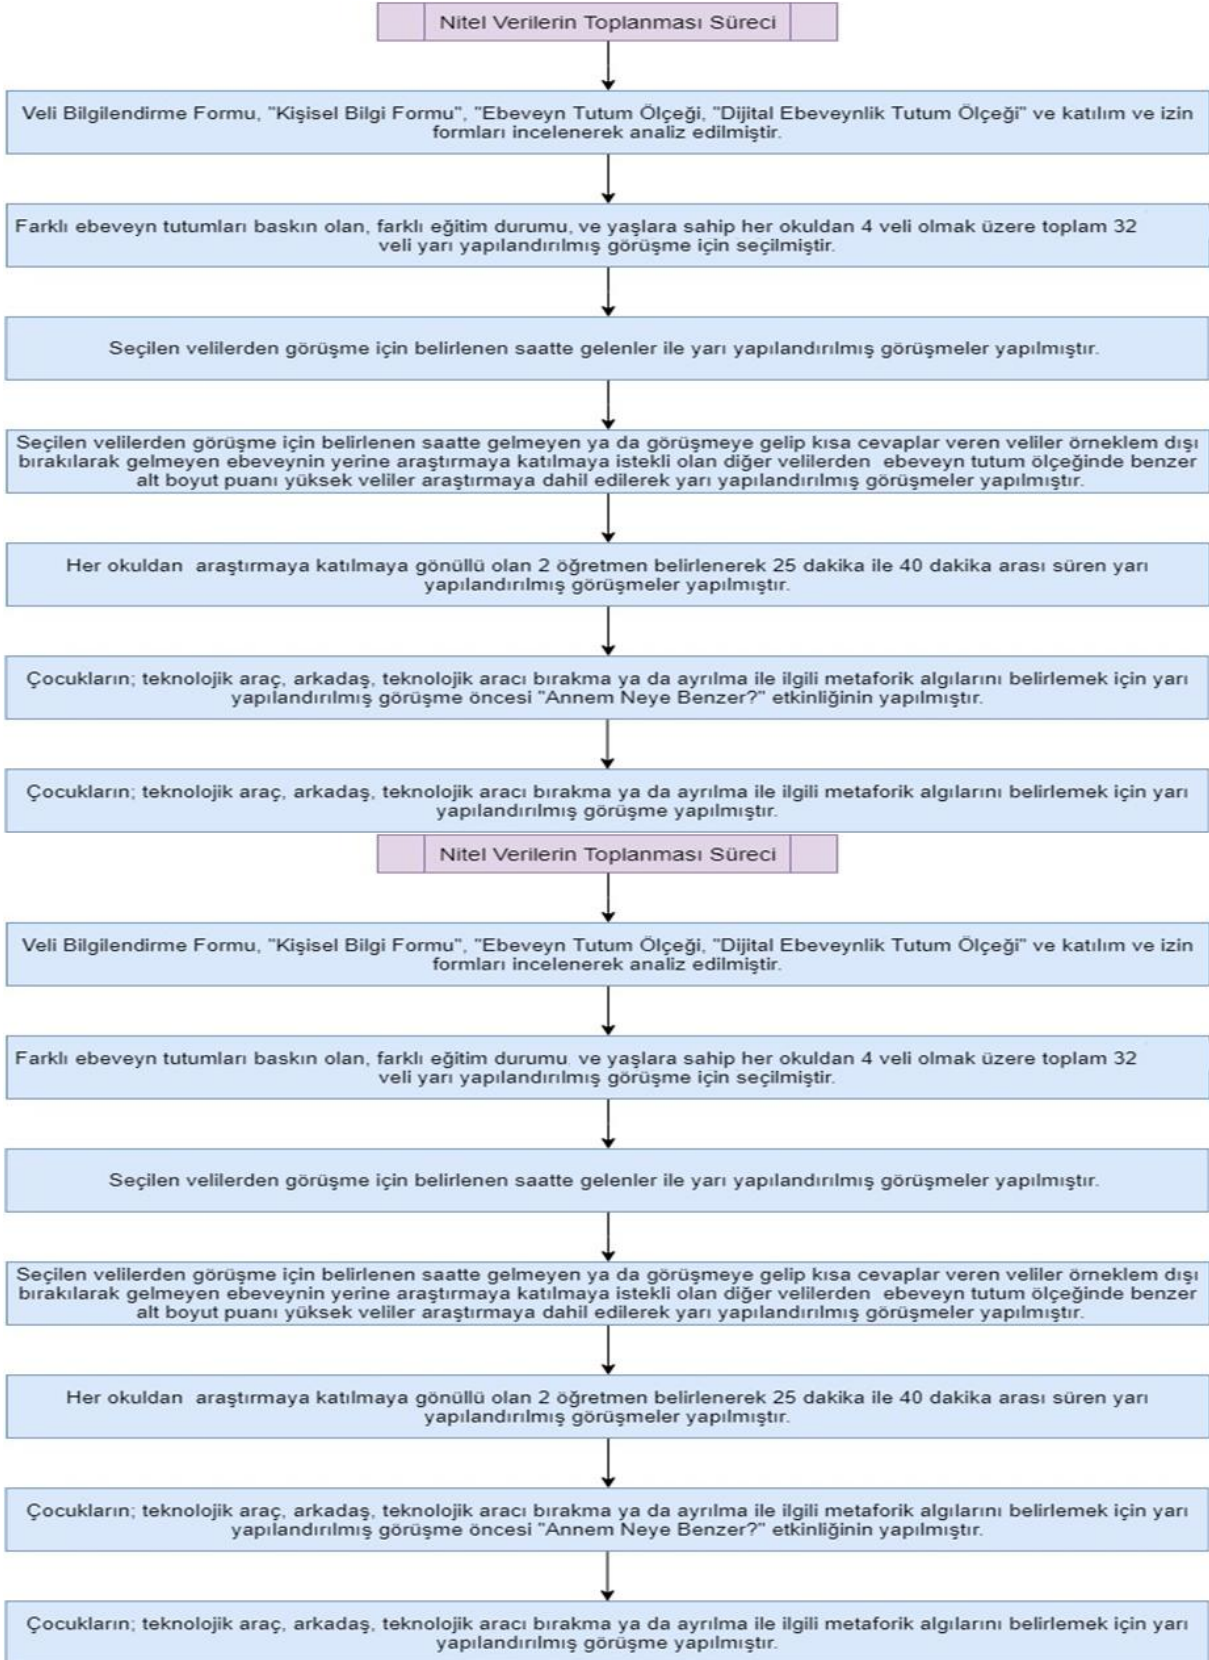 Nitel Verilerin Toplanması Süreci
Veli Bilgilendirme Formu, "Kişisel Bilgi Formu", "Ebeveyn Tutum Ölçeği, "Dijital Ebeveynlik Tutum Ölçeği" ve katılım ve izin
formları incelenerek analiz edilmiştir.
Farklı ebeveyn tutumları baskın olan, farklı eğitim durumu, ve yaşlara sahip her okuldan 4 veli olmak üzere toplam 32
veli yarı yapılandırılmış görüşme için seçilmiştir.
Seçilen velilerden görüşme için belirlenen saatte gelenler ile yarı yapılandırılmış görüşmeler yapılmıştır.
Seçilen velilerden görüşme için belirlenen saatte gelmeyen ya da görüşmeye gelip kısa cevaplar veren veliler örneklem dışı
bırakılarak gelmeyen ebeveynin yerine araştırmaya katılmaya istekli olan diğer velilerden ebeveyn tutum ölçeğinde benzer
alt boyut puanı yüksek veliler araştırmaya dahil edilerek yarı yapılandırılmış görüşmeler yapılmıştır.
Her okuldan araştırmaya katılmaya gönüllü olan 2 öğretmen belirlenerek 25 dakika ile 40 dakika arası süren yarı
yapılandırılmış görüşmeler yapılmıştır.
Çocukların; teknolojik araç, arkadaş, teknolojik aracı bırakma ya da ayrılma ile ilgili metaforik algılarını belirlemek için yarı
yapılandırılmış görüşme öncesi "Annem Neye Benzer?" etkinliğinin yapılmıştır.
Çocukların; teknolojik araç, arkadaş, teknolojik aracı bırakma ya da ayrılma ile ilgili metaforik algılarını belirlemek için yarı
yapılandırılmış görüşme yapılmıştır.
Nitel Verilerin Toplanması Süreci
Veli Bilgilendirme Formu, "Kişisel Bilgi Formu", "Ebeveyn Tutum Ölçeği, "Dijital Ebeveynlik Tutum Ölçeği" ve katılım ve izin
formları incelenerek analiz edilmiştir.
Farklı ebeveyn tutumları baskın olan, farklı eğitim durumu, ve yaşlara sahip her okuldan 4 veli olmak üzere toplam 32
veli yarı yapılandırılmış görüşme için seçilmiştir.
Seçilen velilerden görüşme için belirlenen saatte gelenler ile yarı yapılandırılmış görüşmeler yapılmıştır.
Seçilen velilerden görüşme için belirlenen saatte gelmeyen ya da görüşmeye gelip kısa cevaplar veren veliler örneklem dışı
bırakılarak gelmeyen ebeveynin yerine araştırmaya katılmaya istekli olan diğer velilerden ebeveyn tutum ölçeğinde benzer
alt boyut puanı yüksek veliler araştırmaya dahil edilerek yarı yapılandırılmış görüşmeler yapılmıştır.
Her okuldan araştırmaya katılmaya gönüllü olan 2 öğretmen belirlenerek 25 dakika ile 40 dakika arası süren yarı
yapılandırılmış görüşmeler yapılmıştır.
Çocukların; teknolojik araç, arkadaş, teknolojik aracı bırakma ya da ayrılma ile ilgili metaforik algılarını belirlemek için yarı
yapılandırılmış görüşme öncesi "Annem Neye Benzer?" etkinliğinin yapılmıştır.
Çocukların; teknolojik araç, arkadaş, teknolojik aracı bırakma ya da ayrılma ile ilgili metaforik algılarını belirlemek için yarı
yapılandırılmış görüşme yapılmıştır.